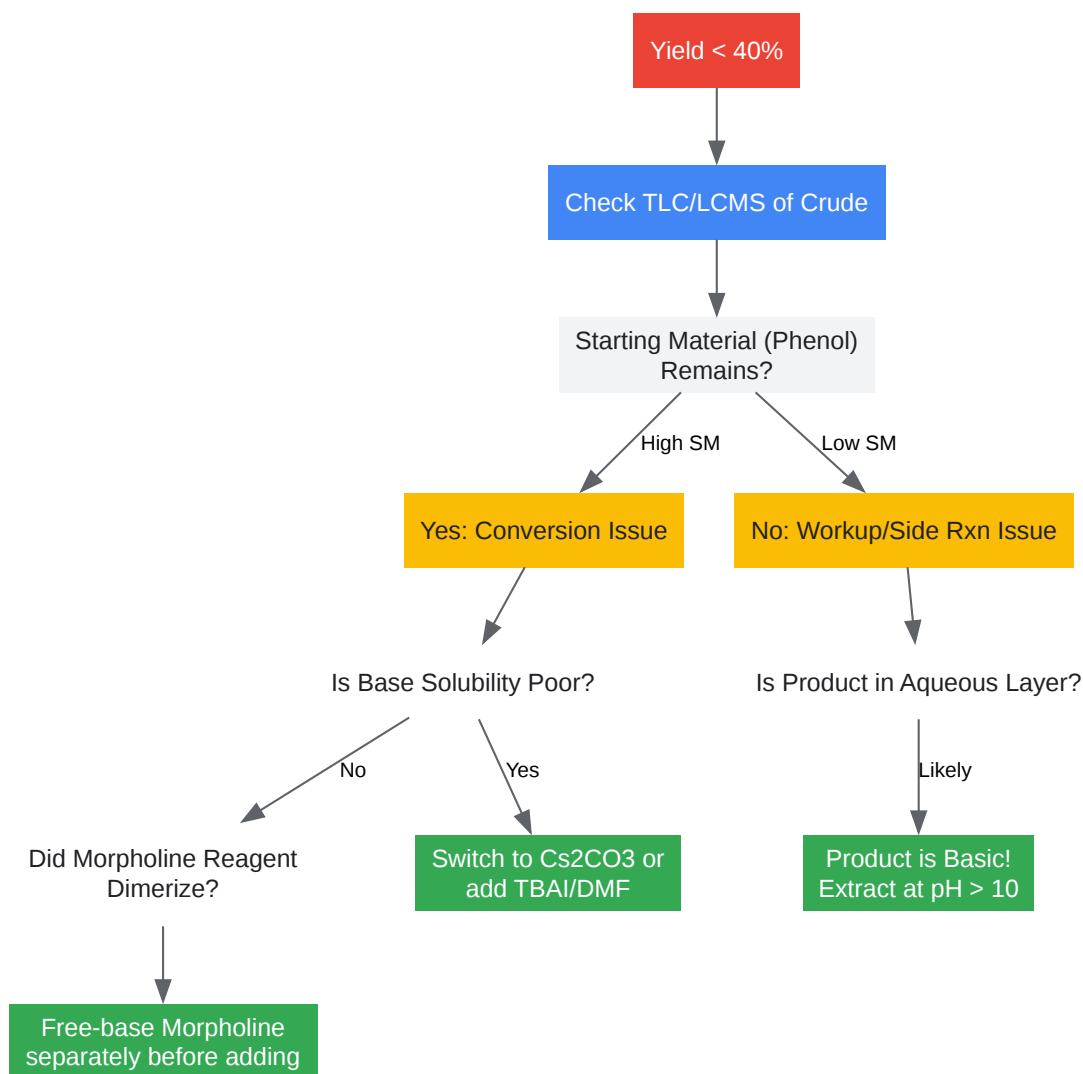 Yield < 40%
Check TLC/LCMS of Crude
Starting Material (Phenol)
Remains?
High SM
Low SM
Yes: Conversion Issue
No: Workup/Side Rxn Issue
Is Base Solubility Poor?
Is Product in Aqueous Layer?
No
Yes
Likely
Did Morpholine Reagent
Dimerize?
Switch to Cs2CO3 or
add TBAI/DMF
Product is Basic!
Extract at pH > 10
Free-base Morpholine
separately before adding